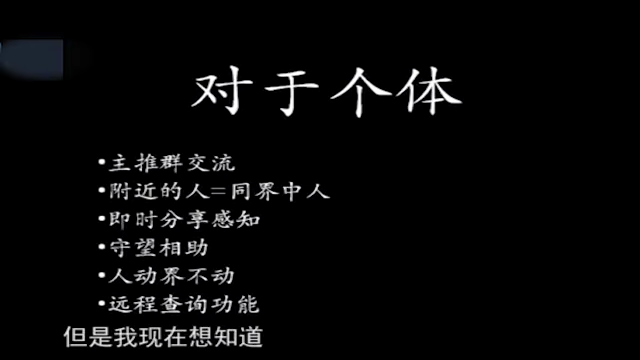 对于个体
•主推群交流
•附近的人=同界中人
•即时分享感知
•守望相助
•人动界不动
•远程查询功能
但是我现在想知道